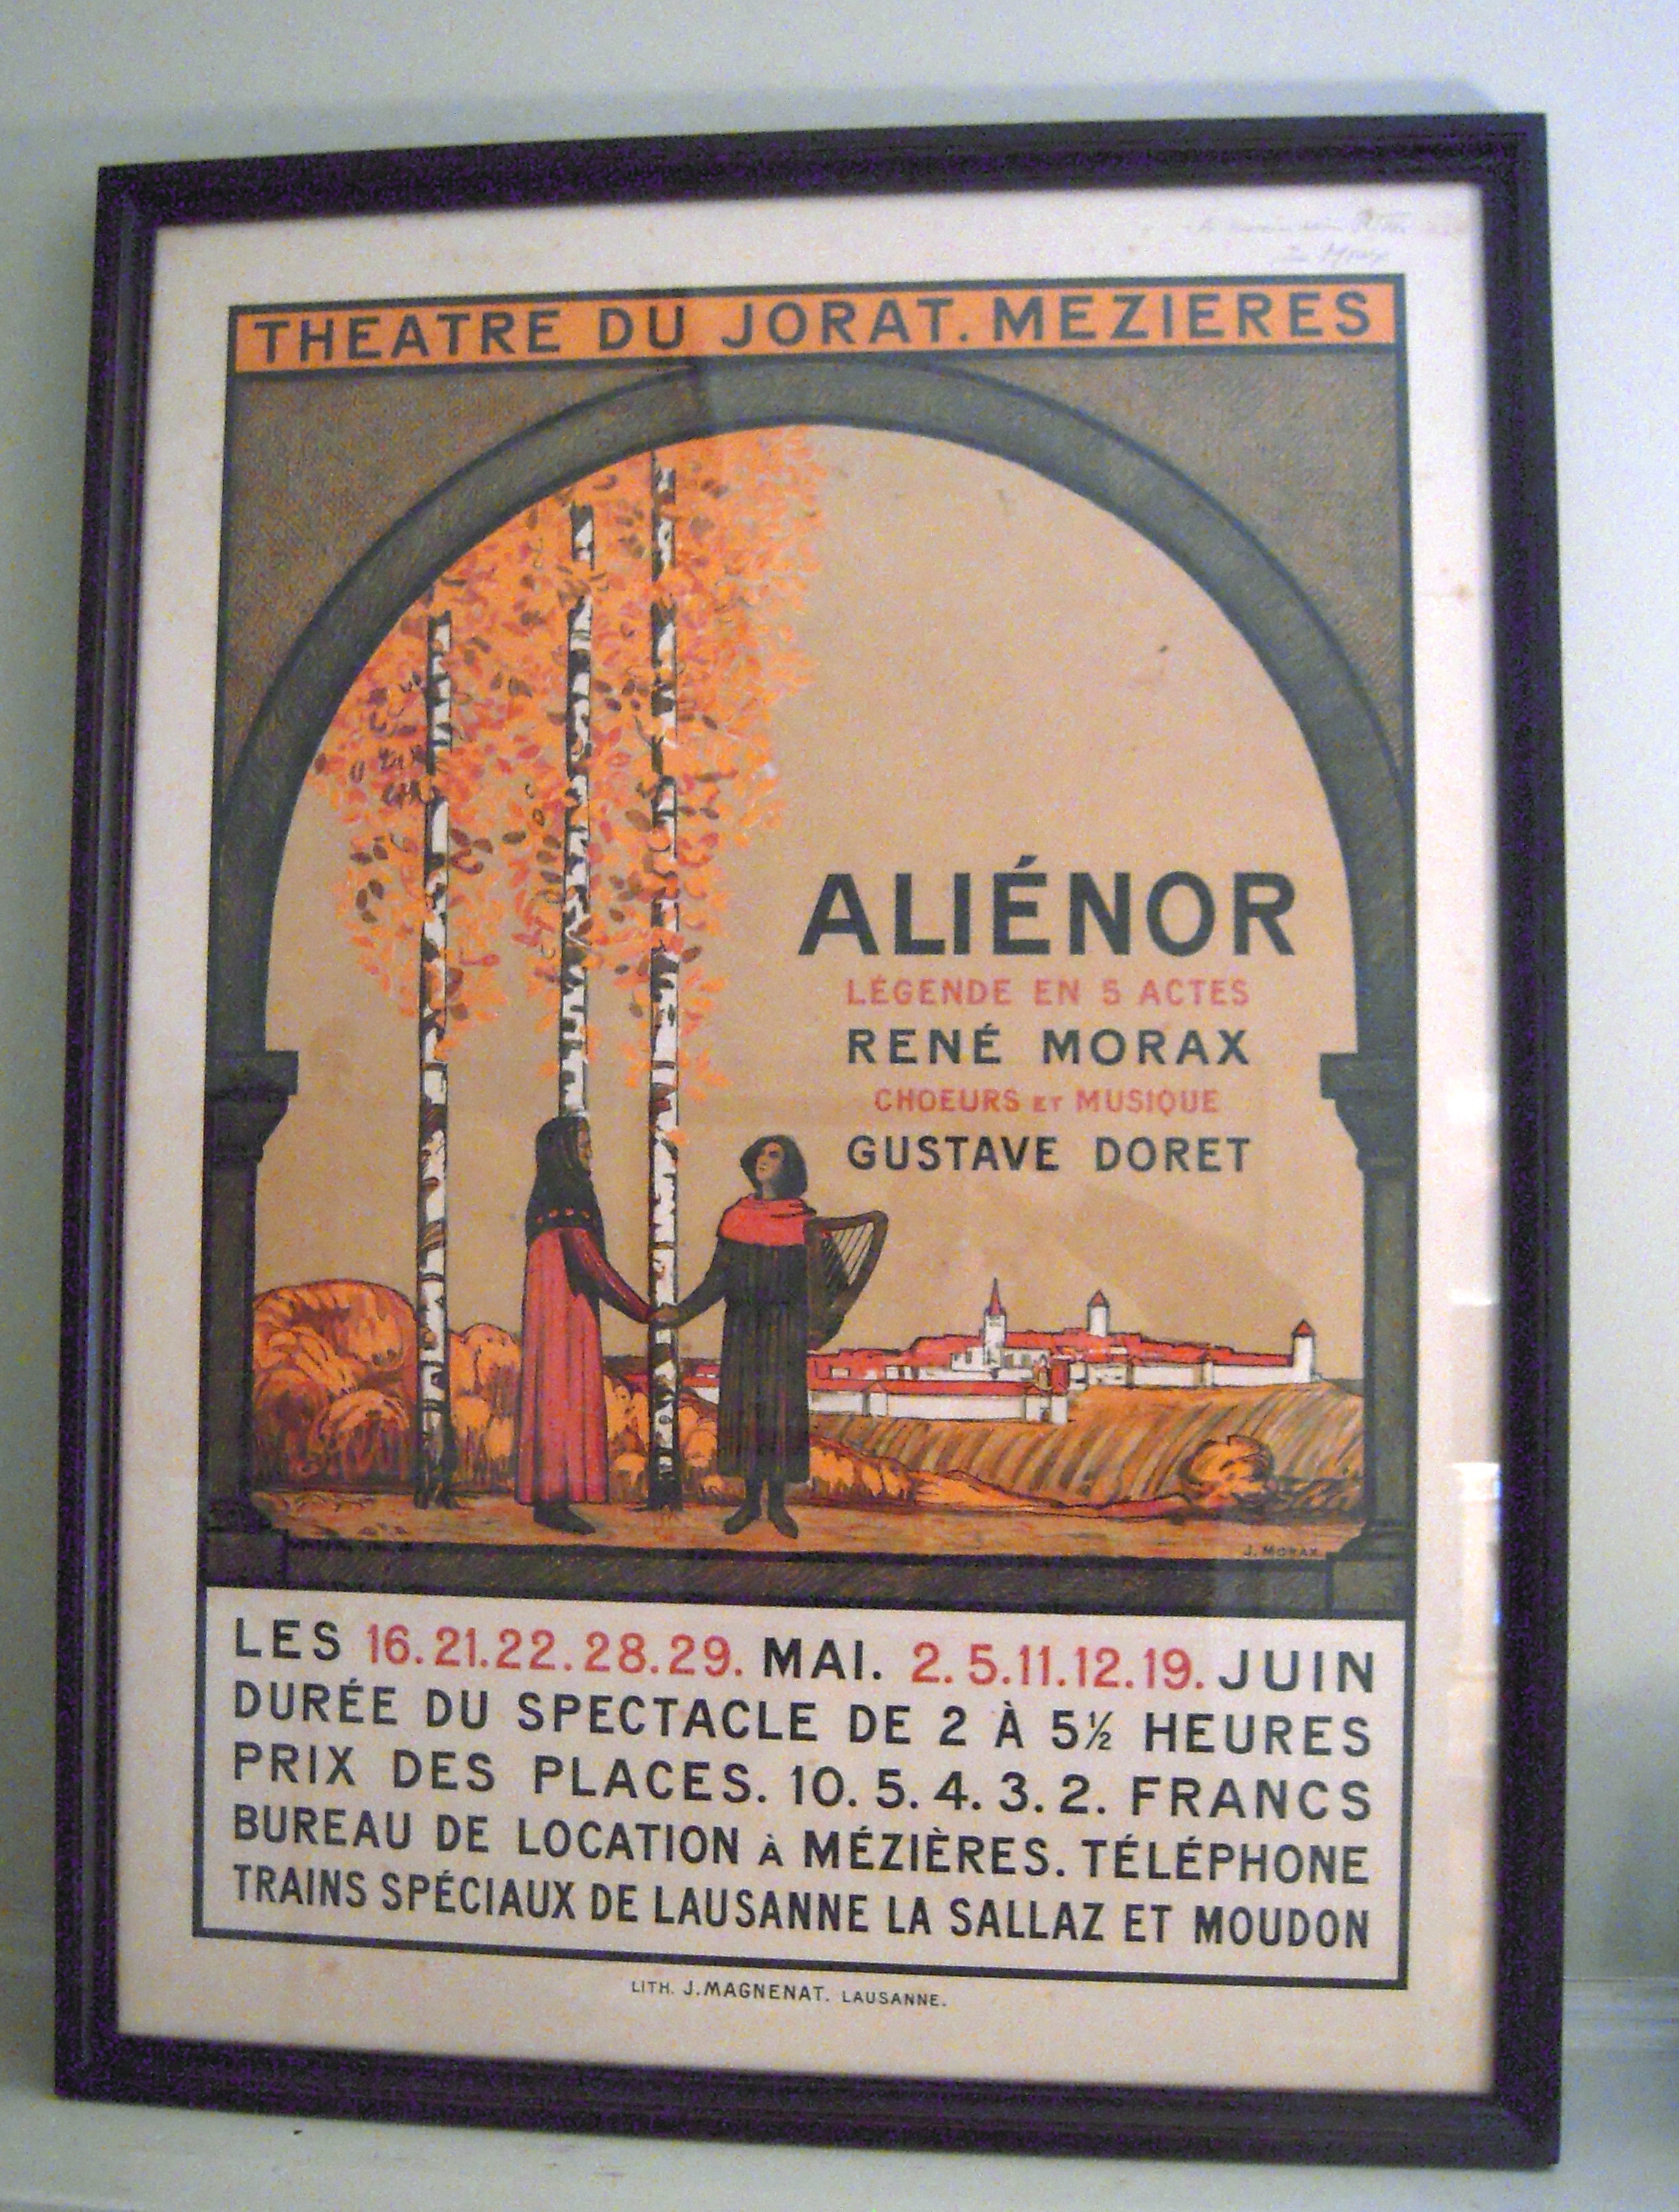 THEATRE DU JORAT. MEZIERES
ALIÉNOR
LÉGENDE EN 5 ACTES
RENÉ MORAX
CHOEURS ET MUSIQUE
GUSTAVE DORET
J. MORAX
LES 16.21.22.28.29. MAI. 2.5.11.12.19. JUIN
DURÉE DU SPECTACLE DE 2 À 5½ HEURES
PRIX DES PLACES. 10. 5. 4. 3. 2. FRANCS
BUREAU DE LOCATION À MÉZIÈRES. TÉLÉPHONE
TRAINS SPÉCIAUX DE LAUSANNE LA SALLAZ ET MOUDON
LITH. J. MAGNENAT. LAUSANNE.